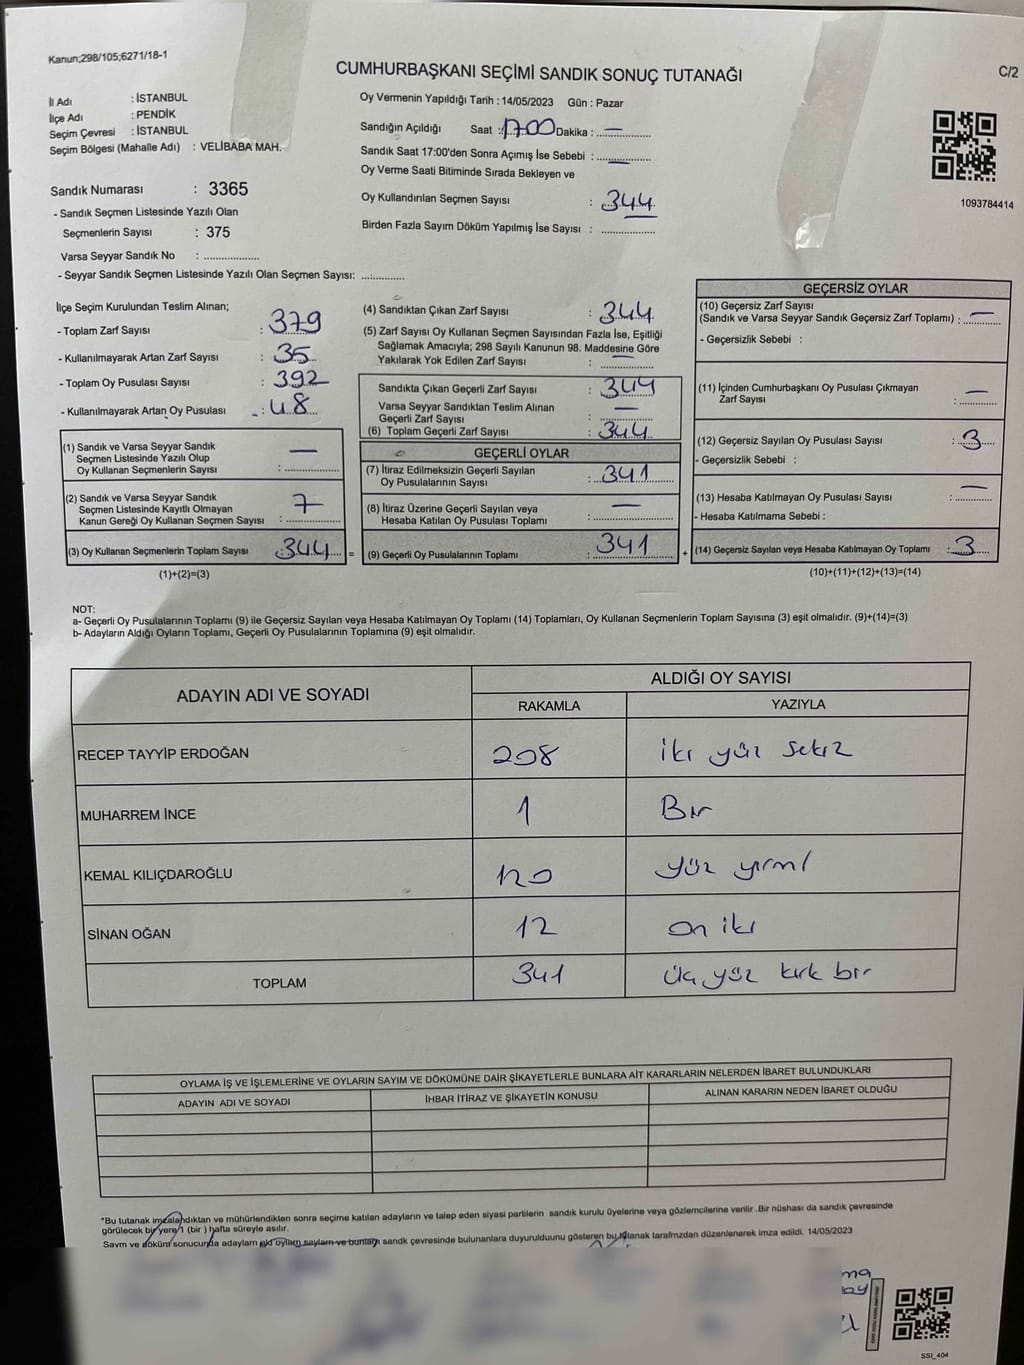 Kanun;298/105;6271/18-1
CUMHURBAŞKANI SEÇİMİ SANDIK SONUÇ TUTANAĞI
C/2
İl Adı : İSTANBUL
İlçe Adı : PENDİK
Seçim Çevresi : İSTANBUL
Seçim Bölgesi (Mahalle Adı) : VELİBABA MAH.
Oy Vermenin Yapıldığı Tarih : 14/05/2023 Gün : Pazar
Sandığın Açıldığı Saat : 17.00 Dakika : —
Sandık Saat 17:00'den Sonra Açımış İse Sebebi : —
Oy Verme Saati Bitiminde Sırada Bekleyen ve
Oy Kullandırılan Seçmen Sayısı : 344
Birden Fazla Sayım Döküm Yapılmış İse Sayısı : ..................
1093784414
Sandık Numarası : 3365
- Sandık Seçmen Listesinde Yazılı Olan
Seçmenlerin Sayısı : 375
Varsa Seyyar Sandık No : ..................
- Seyyar Sandık Seçmen Listesinde Yazılı Olan Seçmen Sayısı: ..............
İlçe Seçim Kurulundan Teslim Alınan;
- Toplam Zarf Sayısı : 379
- Kullanılmayarak Artan Zarf Sayısı : 35
- Toplam Oy Pusulası Sayısı : 392
- Kullanılmayarak Artan Oy Pusulası : 48
(1) Sandık ve Varsa Seyyar Sandık
Seçmen Listesinde Yazılı Olup
Oy Kullanan Seçmenlerin Sayısı : —
(2) Sandık ve Varsa Seyyar Sandık
Seçmen Listesinde Kayıtlı Olmayan
Kanun Gereği Oy Kullanan Seçmen Sayısı : 7
(3) Oy Kullanan Seçmenlerin Toplam Sayısı : 344 =
(1)+(2)=(3)
(4) Sandıktan Çıkan Zarf Sayısı : 344
(5) Zarf Sayısı Oy Kullanan Seçmen Sayısından Fazla İse, Eşitliği
Sağlamak Amacıyla; 298 Sayılı Kanunun 98. Maddesine Göre
Yakılarak Yok Edilen Zarf Sayısı : —
Sandıkta Çıkan Geçerli Zarf Sayısı : 344
Varsa Seyyar Sandıktan Teslim Alınan
Geçerli Zarf Sayısı : —
(6) Toplam Geçerli Zarf Sayısı : 344
GEÇERLİ OYLAR
(7) İtiraz Edilmeksizin Geçerli Sayılan
Oy Pusulalarının Sayısı : 341
(8) İtiraz Üzerine Geçerli Sayılan veya
Hesaba Katılan Oy Pusulası Toplamı : —
(9) Geçerli Oy Pusulalarının Toplamı : 341 +
GEÇERSİZ OYLAR
(10) Geçersiz Zarf Sayısı
(Sandık ve Varsa Seyyar Sandık Geçersiz Zarf Toplamı) : —
- Geçersizlik Sebebi :
(11) İçinden Cumhurbaşkanı Oy Pusulası Çıkmayan
Zarf Sayısı : —
(12) Geçersiz Sayılan Oy Pusulası Sayısı : 3
- Geçersizlik Sebebi :
(13) Hesaba Katılmayan Oy Pusulası Sayısı : —
- Hesaba Katılmama Sebebi :
(14) Geçersiz Sayılan veya Hesaba Katılmayan Oy Toplamı : 3
(10)+(11)+(12)+(13)=(14)
NOT:
a- Geçerli Oy Pusulalarının Toplamı (9) ile Geçersiz Sayılan veya Hesaba Katılmayan Oy Toplamı (14) Toplamları, Oy Kullanan Seçmenlerin Toplam Sayısına (3) eşit olmalıdır. (9)+(14)=(3)
b- Adayların Aldığı Oyların Toplamı, Geçerli Oy Pusulalarının Toplamına (9) eşit olmalıdır.
ADAYIN ADI VE SOYADI
ALDIĞI OY SAYISI
RAKAMLA YAZIYLA
RECEP TAYYİP ERDOĞAN 208 iki yüz sekiz
MUHARREM İNCE 1 Bir
KEMAL KILIÇDAROĞLU 120 yüz yirmi
SİNAN OĞAN 12 on iki
TOPLAM 341 üç yüz kırk bir
OYLAMA İŞ VE İŞLEMLERİNE VE OYLARIN SAYIM VE DÖKÜMÜNE DAİR ŞİKAYETLERLE BUNLARA AİT KARARLARIN NELERDEN İBARET BULUNDUKLARI
ADAYIN ADI VE SOYADI İHBAR İTİRAZ VE ŞİKAYETİN KONUSU ALINAN KARARIN NEDEN İBARET OLDUĞU
*Bu tutanak imzalandıktan ve mühürlendikten sonra seçime katılan adayların ve talep eden siyasi partilerin sandık kurulu üyelerine veya gözlemcilerine verilir .Bir nüshası da sandık çevresinde
görülecek bir yere 1 (bir ) hafta süreyle asılır.
Sayım ve döküm sonucunda adayların oyların sayıların ve bunların sandık çevresinde bulunanlara duyurulduunu gösteren bu tutanak tarafımzdan düzenlenerek imza edildi. 14/05/2023
SSI_404